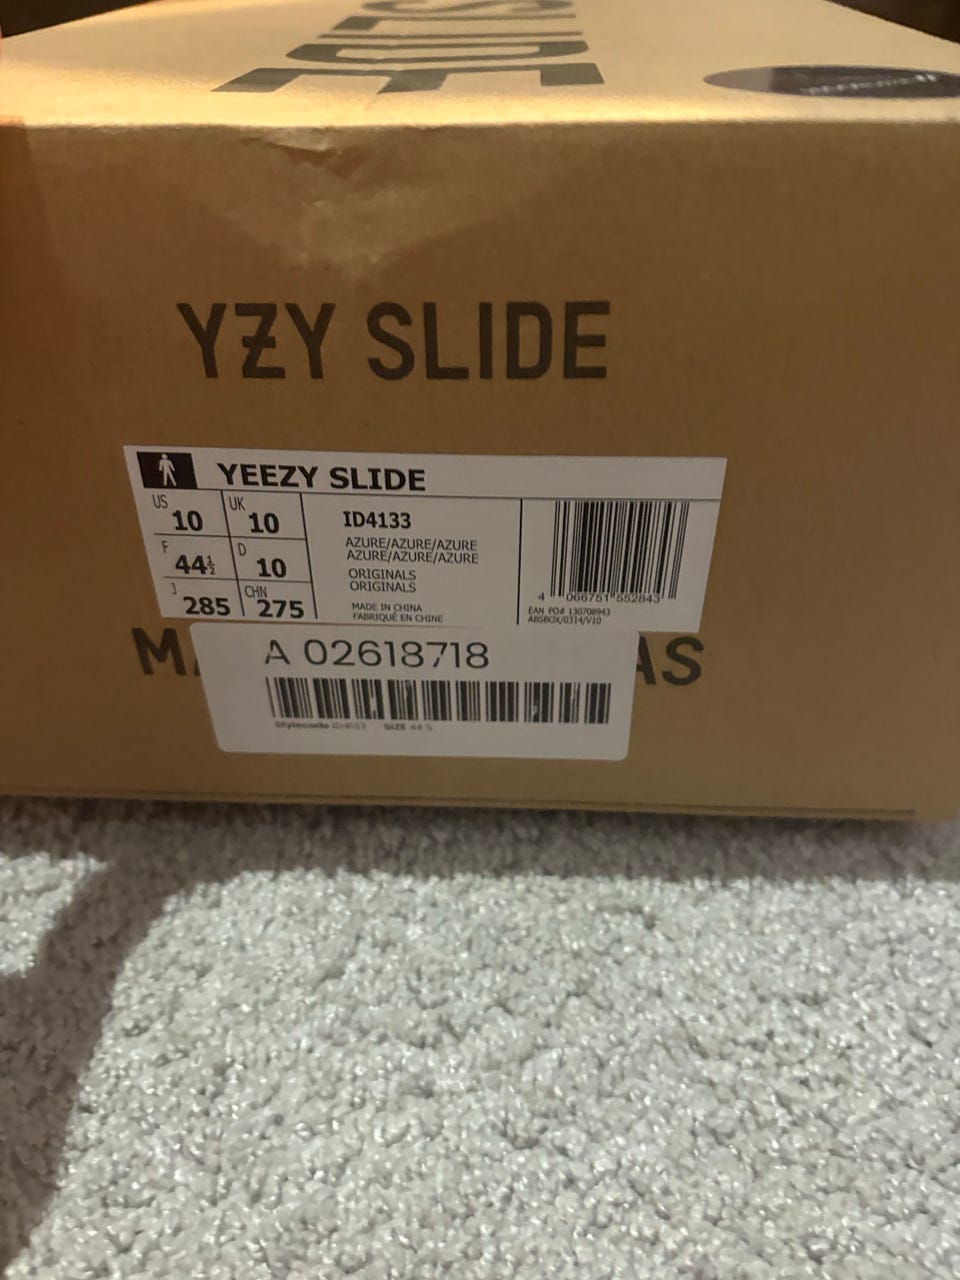 SLIDE
YZY SLIDE
YEEZY SLIDE
US 10
UK 10
F 44½
D 10
J 285
CHN 275
ID4133
AZURE/AZURE/AZURE
AZURE/AZURE/AZURE
ORIGINALS
ORIGINALS
MADE IN CHINA
FABRIQUÉ EN CHINE
4 066751 552843
EAN PO# 130708943
ABSBOX/0314/V10
A 02618718
Stylecode ID4133 SIZE 44 ½